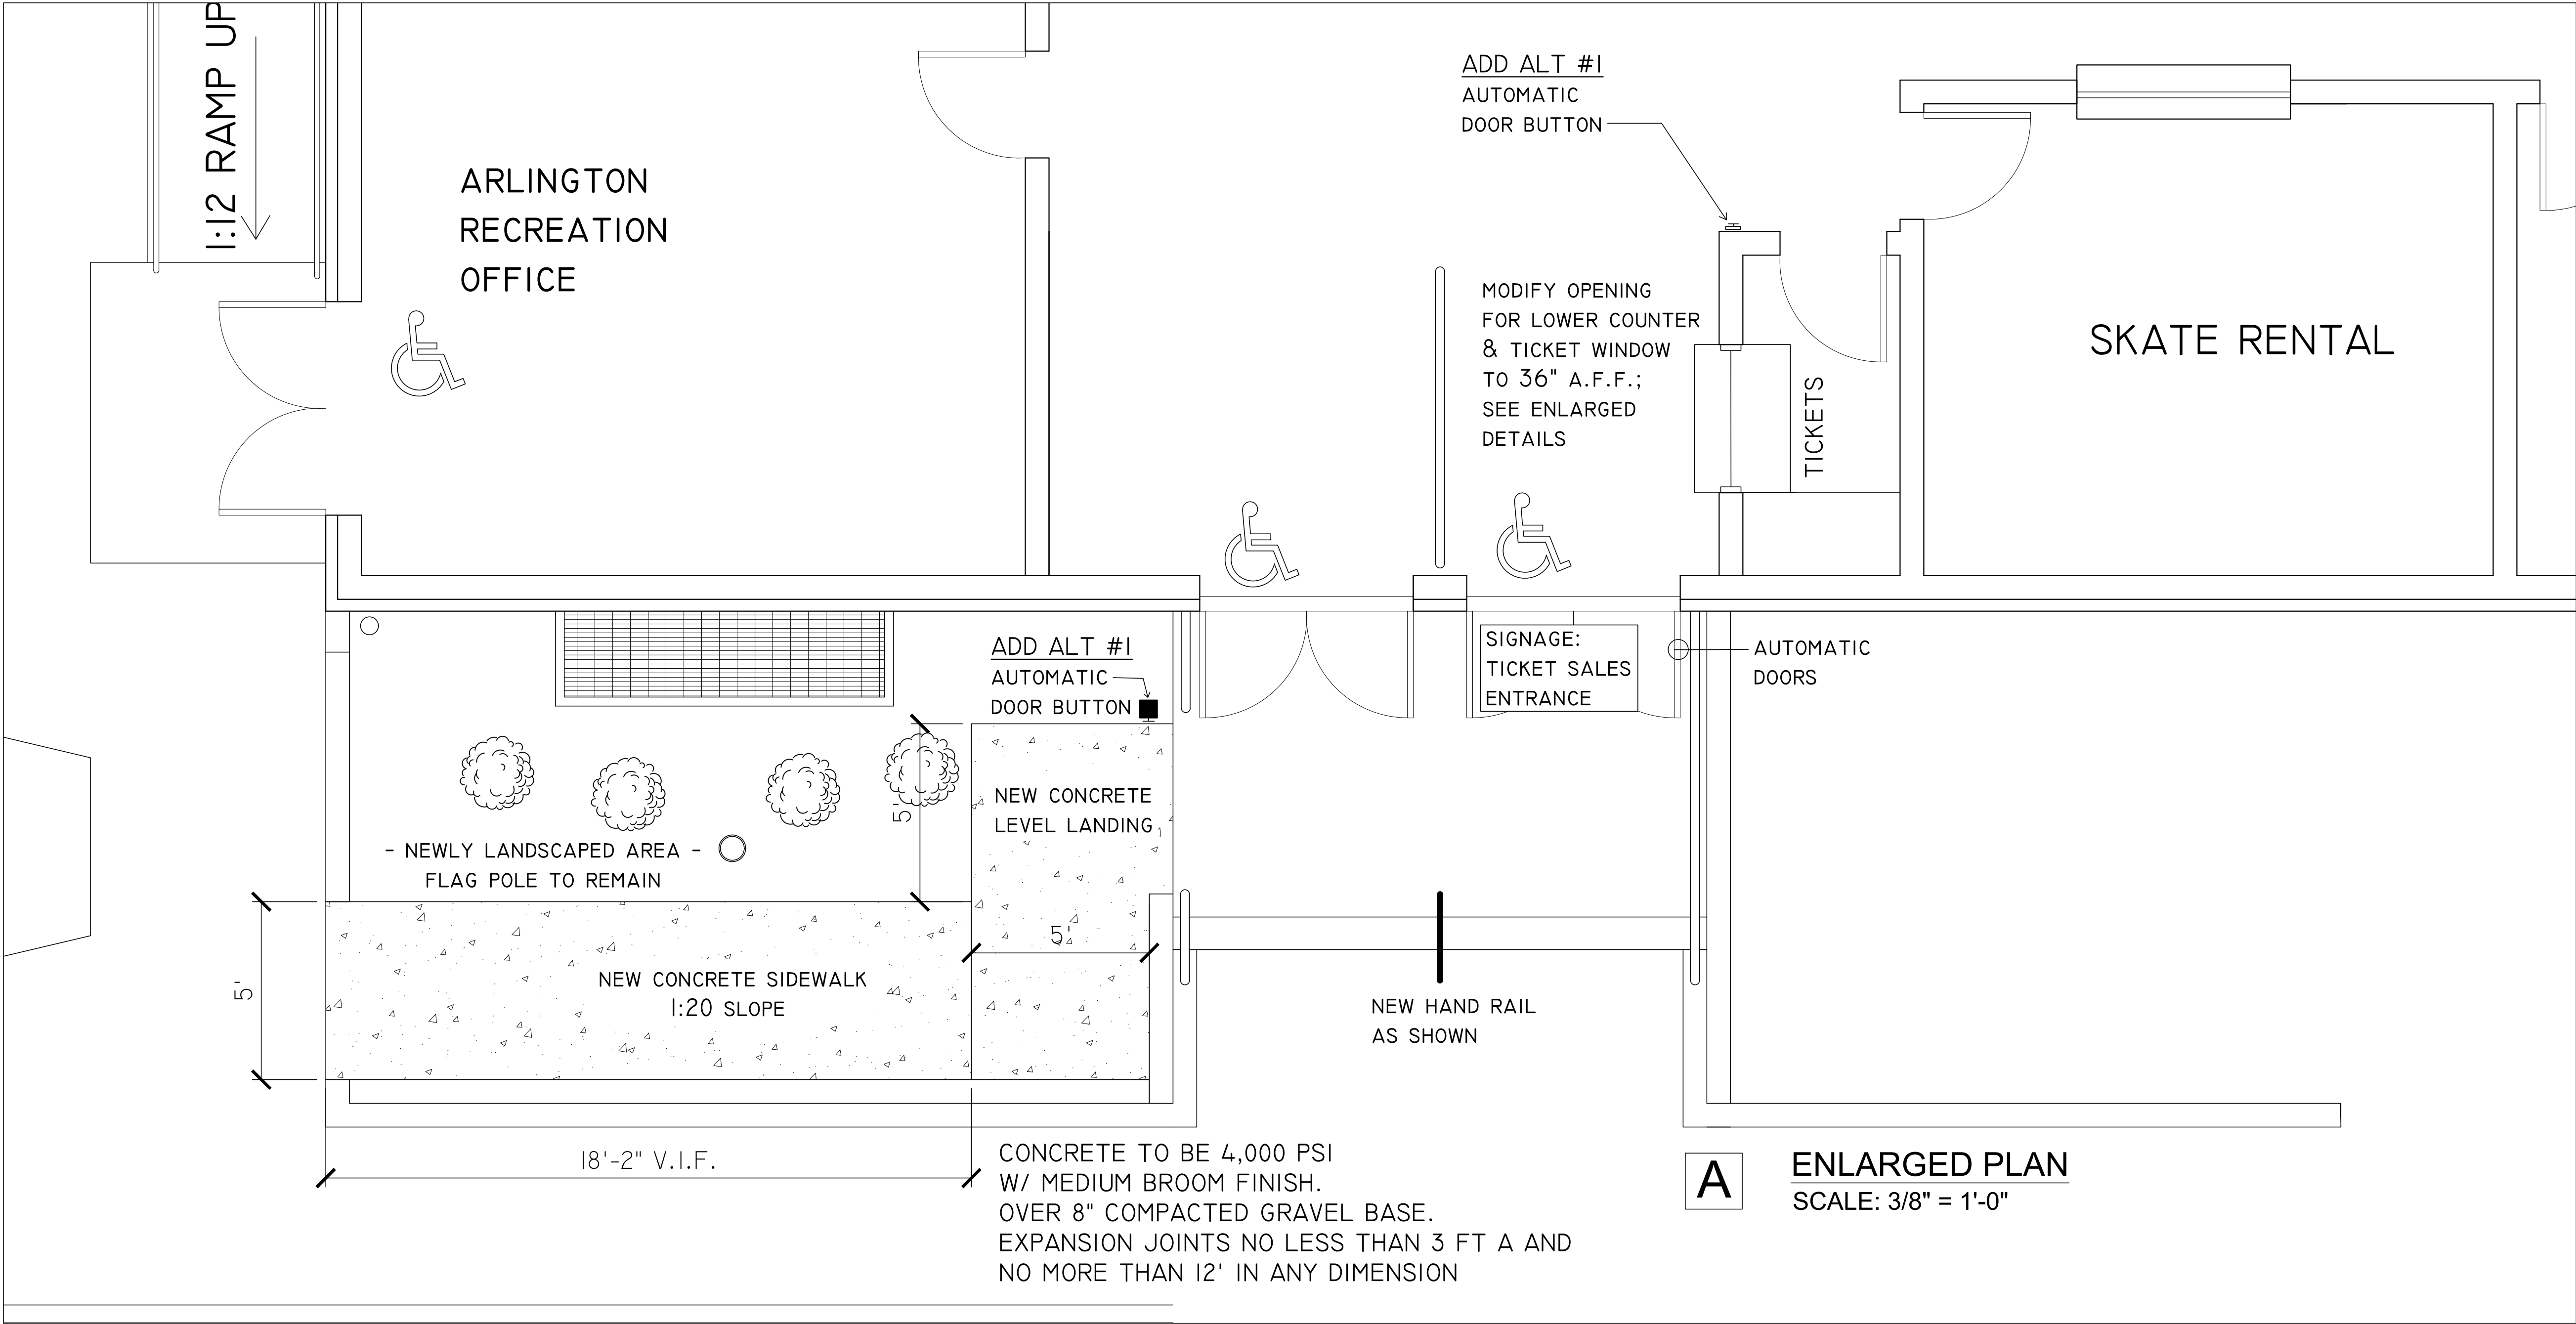 1:12 RAMP UP
ARLINGTON
RECREATION
OFFICE
ADD ALT #1
AUTOMATIC
DOOR BUTTON
MODIFY OPENING
FOR LOWER COUNTER
& TICKET WINDOW
TO 36" A.F.F.;
SEE ENLARGED
DETAILS
TICKETS
SKATE RENTAL
ADD ALT #1
AUTOMATIC
DOOR BUTTON
SIGNAGE:
TICKET SALES
ENTRANCE
AUTOMATIC
DOORS
5'
NEW CONCRETE
LEVEL LANDING
- NEWLY LANDSCAPED AREA -
FLAG POLE TO REMAIN
5'
5'
NEW CONCRETE SIDEWALK
1:20 SLOPE
NEW HAND RAIL
AS SHOWN
18'-2" V.I.F.
CONCRETE TO BE 4,000 PSI
W/ MEDIUM BROOM FINISH.
OVER 8" COMPACTED GRAVEL BASE.
EXPANSION JOINTS NO LESS THAN 3 FT A AND
NO MORE THAN 12' IN ANY DIMENSION
A
ENLARGED PLAN
SCALE: 3/8" = 1'-0"